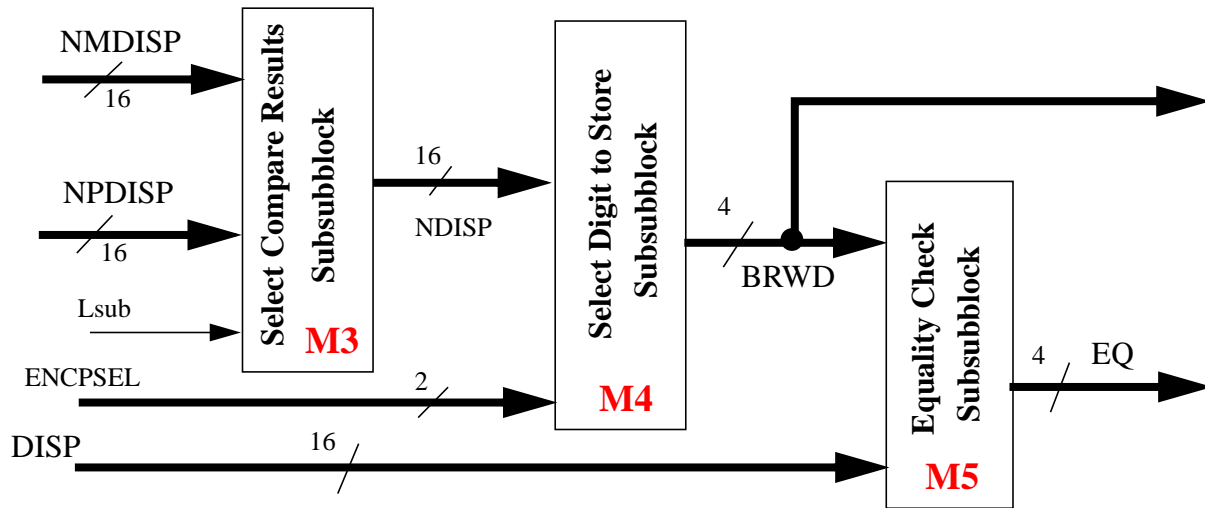 NMDISP
16
NPDISP
16
Lsub
ENCPSEL
2
DISP
16
Select Compare Results
Subsubblock
M3
16
NDISP
Select Digit to Store
Subsubblock
M4
4
BRWD
Equality Check
Subsubblock
M5
4
EQ